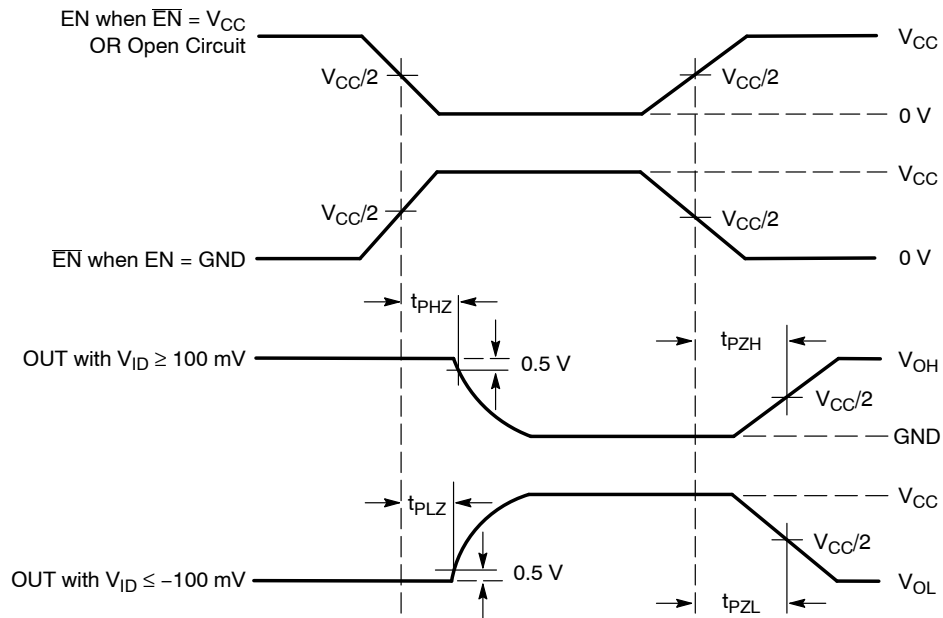 EN when E̅N̅ = VCC
OR Open Circuit
VCC
VCC/2
VCC/2
0 V
VCC
VCC/2
VCC/2
E̅N̅ when EN = GND
0 V
tPHZ
tPZH
OUT with VID ≥ 100 mV
0.5 V
VOH
VCC/2
GND
tPLZ
VCC
VCC/2
OUT with VID ≤ −100 mV
0.5 V
VOL
tPZL